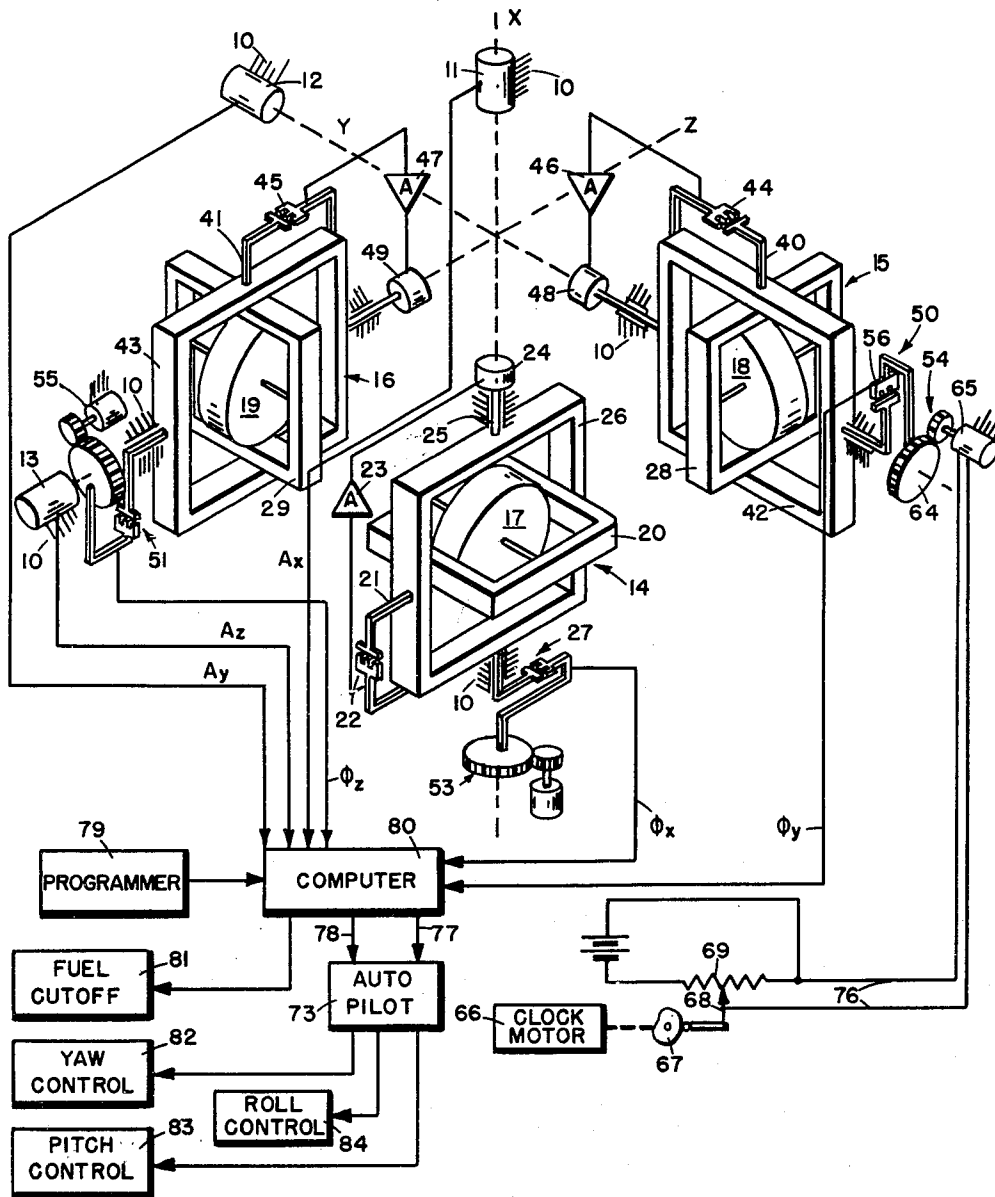 X
10
12
11
10
Y
Z
47
A
46
A
45
44
41
40
49
48
15
50
43
24
10
56
54
18
65
55
10
19
16
25
26
13
23
A
17
28
64
29
42
20
10
51
21
14
Ax
27
Az
Ay
22
10
53
Φz
Φx
Φy
79
80
PROGRAMMER
COMPUTER
78
77
69
81
FUEL
CUTOFF
AUTO
PILOT
73
76
68
66
CLOCK
MOTOR
67
82
YAW
CONTROL
ROLL
CONTROL
84
83
PITCH
CONTROL